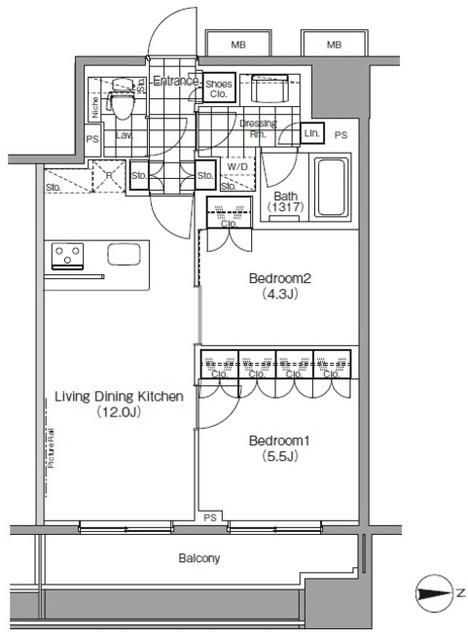 MB
MB
Entrance
Shoes
Clo.
Sto.
Niche
Dressing
Rm.
Lin.
PS
PS
Lav.
W/D
Sto.
R
Sto.
Sto.
Sto.
Bath
(1317)
Clo.
Bedroom2
(4.3J)
Clo.
Clo.
Clo.
Clo.
Living Dining Kitchen
(12.0J)
Picture Rail
Bedroom1
(5.5J)
PS
Balcony
Z